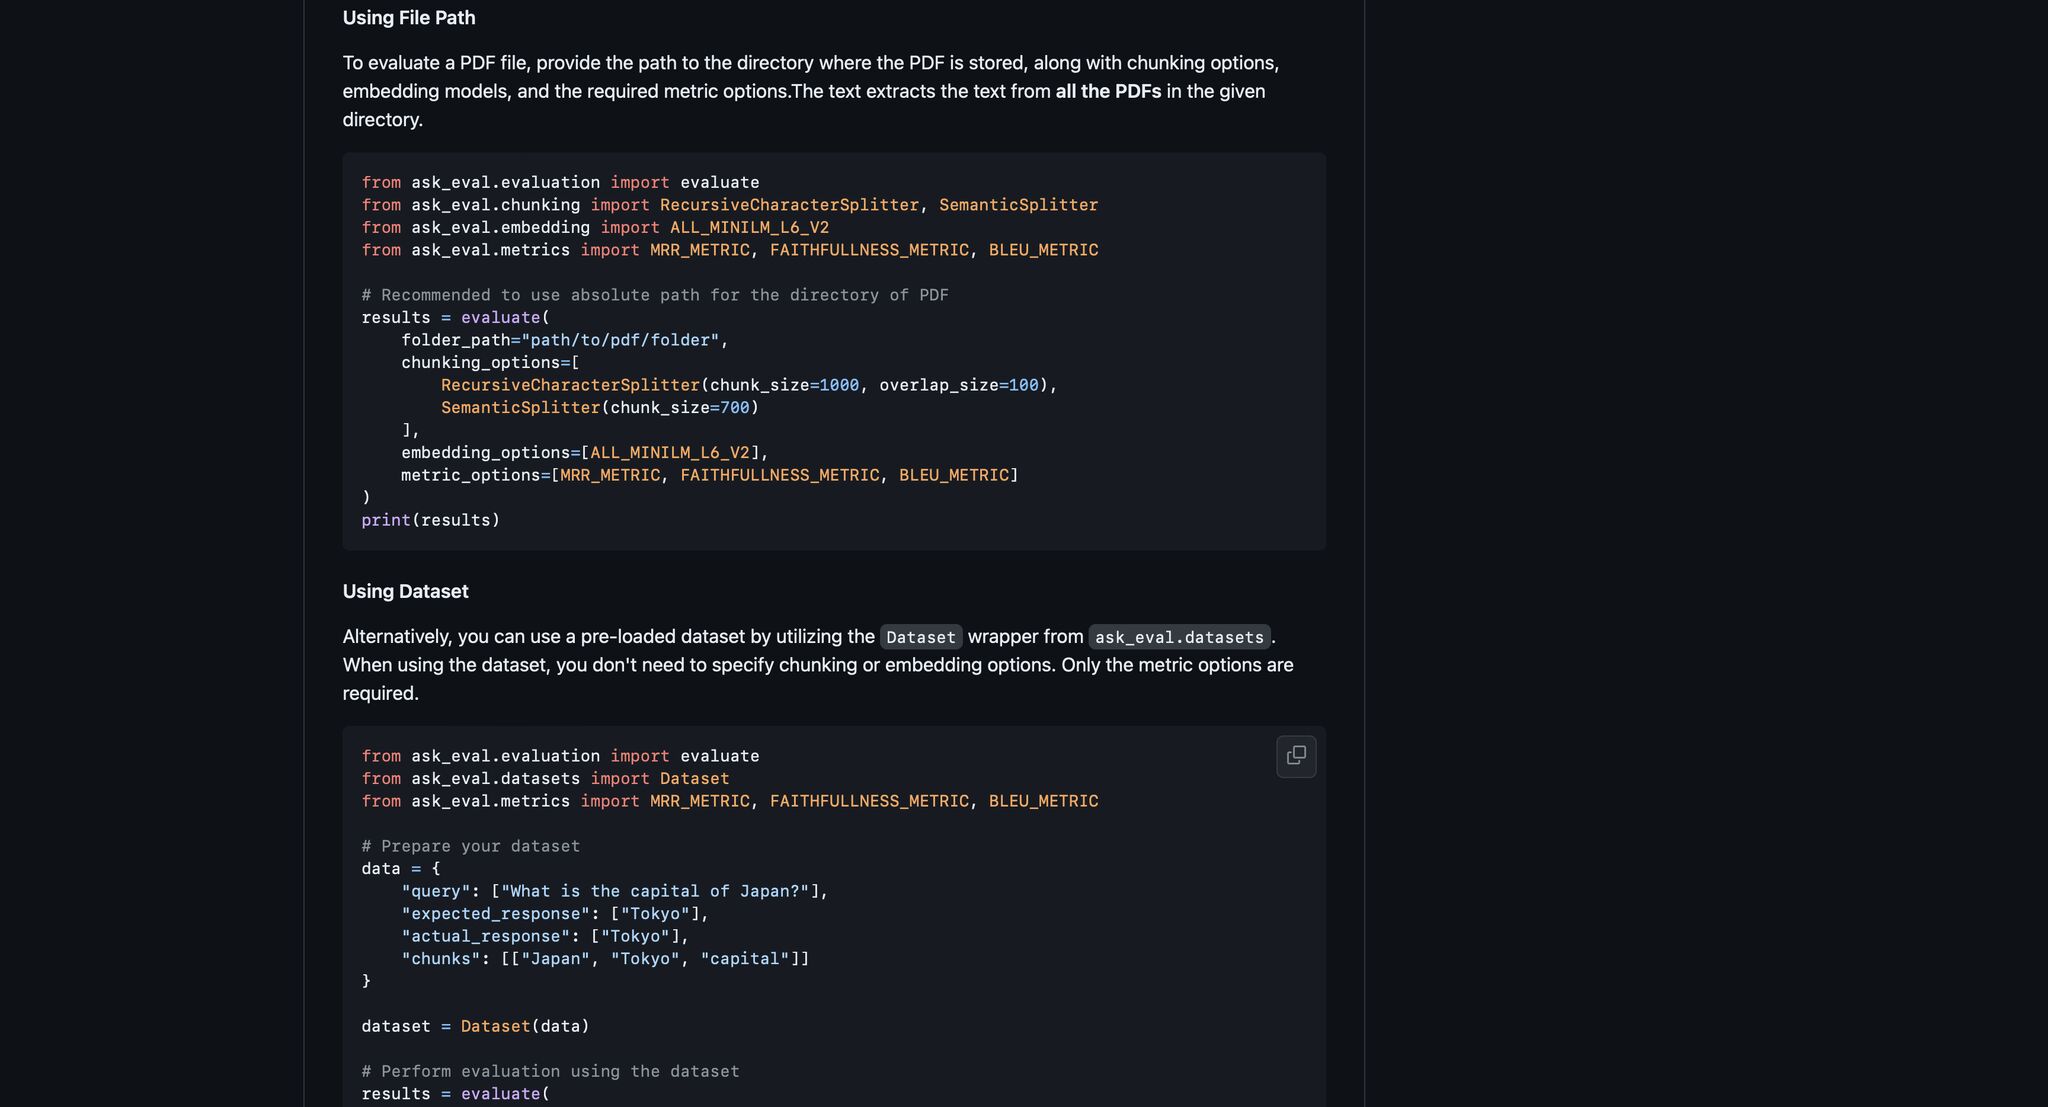 Using File Path
To evaluate a PDF file, provide the path to the directory where the PDF is stored, along with chunking options,
embedding models, and the required metric options.The text extracts the text from all the PDFs in the given
directory.
from ask_eval.evaluation import evaluate
from ask_eval.chunking import RecursiveCharacterSplitter, SemanticSplitter
from ask_eval.embedding import ALL_MINILM_L6_V2
from ask_eval.metrics import MRR_METRIC, FAITHFULLNESS_METRIC, BLEU_METRIC
# Recommended to use absolute path for the directory of PDF
results = evaluate(
    folder_path="path/to/pdf/folder",
    chunking_options=[
        RecursiveCharacterSplitter(chunk_size=1000, overlap_size=100),
        SemanticSplitter(chunk_size=700)
    ],
    embedding_options=[ALL_MINILM_L6_V2],
    metric_options=[MRR_METRIC, FAITHFULLNESS_METRIC, BLEU_METRIC]
)
print(results)
Using Dataset
Alternatively, you can use a pre-loaded dataset by utilizing the Dataset wrapper from ask_eval.datasets.
When using the dataset, you don't need to specify chunking or embedding options. Only the metric options are
required.
from ask_eval.evaluation import evaluate
from ask_eval.datasets import Dataset
from ask_eval.metrics import MRR_METRIC, FAITHFULLNESS_METRIC, BLEU_METRIC
# Prepare your dataset
data = {
    "query": ["What is the capital of Japan?"],
    "expected_response": ["Tokyo"],
    "actual_response": ["Tokyo"],
    "chunks": [["Japan", "Tokyo", "capital"]]
}
dataset = Dataset(data)
# Perform evaluation using the dataset
results = evaluate(